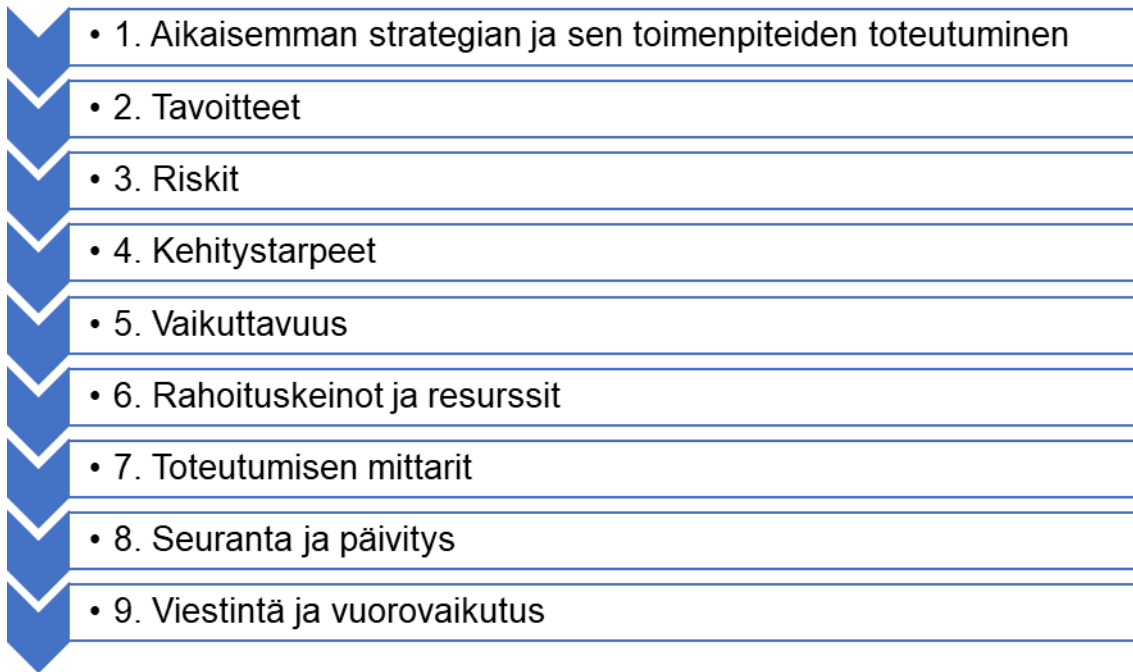 • 1. Aikaisemman strategian ja sen toimenpiteiden toteutuminen
• 2. Tavoitteet
• 3. Riskit
• 4. Kehitystarpeet
• 5. Vaikuttavuus
• 6. Rahoituskeinot ja resurssit
• 7. Toteutumisen mittarit
• 8. Seuranta ja päivitys
• 9. Viestintä ja vuorovaikutus